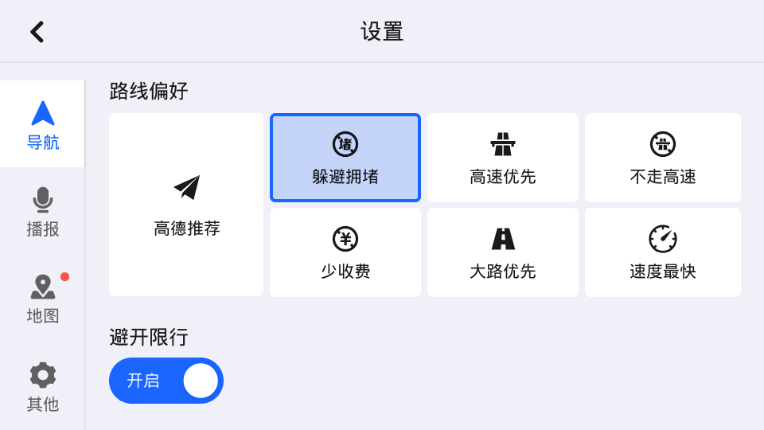 设置
导航
播报
地图
其他
路线偏好
高德推荐
堵
躲避拥堵
高速优先
不走高速
¥
少收费
大路优先
速度最快
避开限行
开启